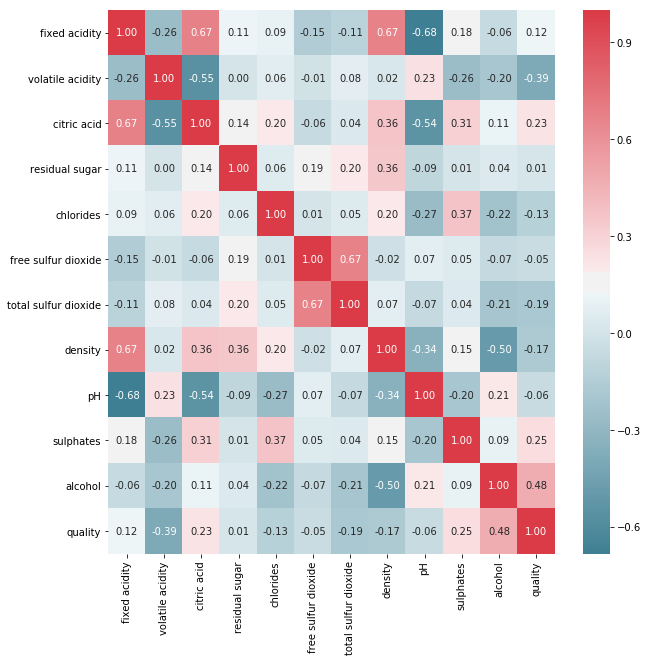 fixed acidity 1.00 -0.26 0.67 0.11 0.09 -0.15 -0.11 0.67 -0.68 0.18 -0.06 0.12
volatile acidity -0.26 1.00 -0.55 0.00 0.06 -0.01 0.08 0.02 0.23 -0.26 -0.20 -0.39
citric acid 0.67 -0.55 1.00 0.14 0.20 -0.06 0.04 0.36 -0.54 0.31 0.11 0.23
residual sugar 0.11 0.00 0.14 1.00 0.06 0.19 0.20 0.36 -0.09 0.01 0.04 0.01
chlorides 0.09 0.06 0.20 0.06 1.00 0.01 0.05 0.20 -0.27 0.37 -0.22 -0.13
free sulfur dioxide -0.15 -0.01 -0.06 0.19 0.01 1.00 0.67 -0.02 0.07 0.05 -0.07 -0.05
total sulfur dioxide -0.11 0.08 0.04 0.20 0.05 0.67 1.00 0.07 -0.07 0.04 -0.21 -0.19
density 0.67 0.02 0.36 0.36 0.20 -0.02 0.07 1.00 -0.34 0.15 -0.50 -0.17
pH -0.68 0.23 -0.54 -0.09 -0.27 0.07 -0.07 -0.34 1.00 -0.20 0.21 -0.06
sulphates 0.18 -0.26 0.31 0.01 0.37 0.05 0.04 0.15 -0.20 1.00 0.09 0.25
alcohol -0.06 -0.20 0.11 0.04 -0.22 -0.07 -0.21 -0.50 0.21 0.09 1.00 0.48
quality 0.12 -0.39 0.23 0.01 -0.13 -0.05 -0.19 -0.17 -0.06 0.25 0.48 1.00
fixed acidity
volatile acidity
citric acid
residual sugar
chlorides
free sulfur dioxide
total sulfur dioxide
density
pH
sulphates
alcohol
quality
0.9
0.6
0.3
0.0
−0.3
−0.6